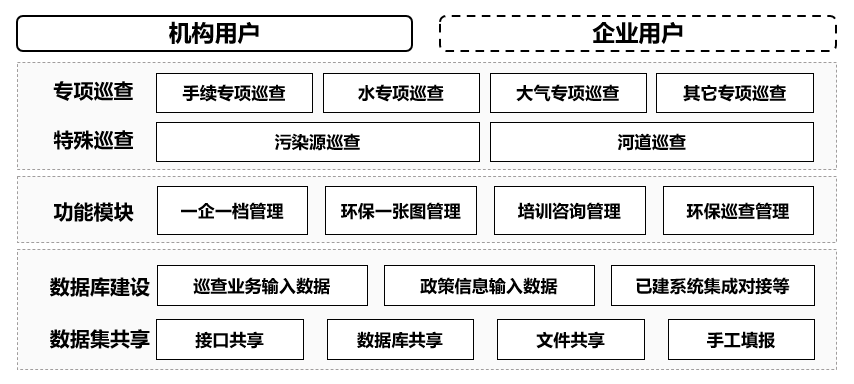 机构用户 企业用户
专项巡查 手续专项巡查 水专项巡查 大气专项巡查 其它专项巡查
特殊巡查 污染源巡查 河道巡查
功能模块 一企一档管理 环保一张图管理 培训咨询管理 环保巡查管理
数据库建设 巡查业务输入数据 政策信息输入数据 已建系统集成对接等
数据集共享 接口共享 数据库共享 文件共享 手工填报